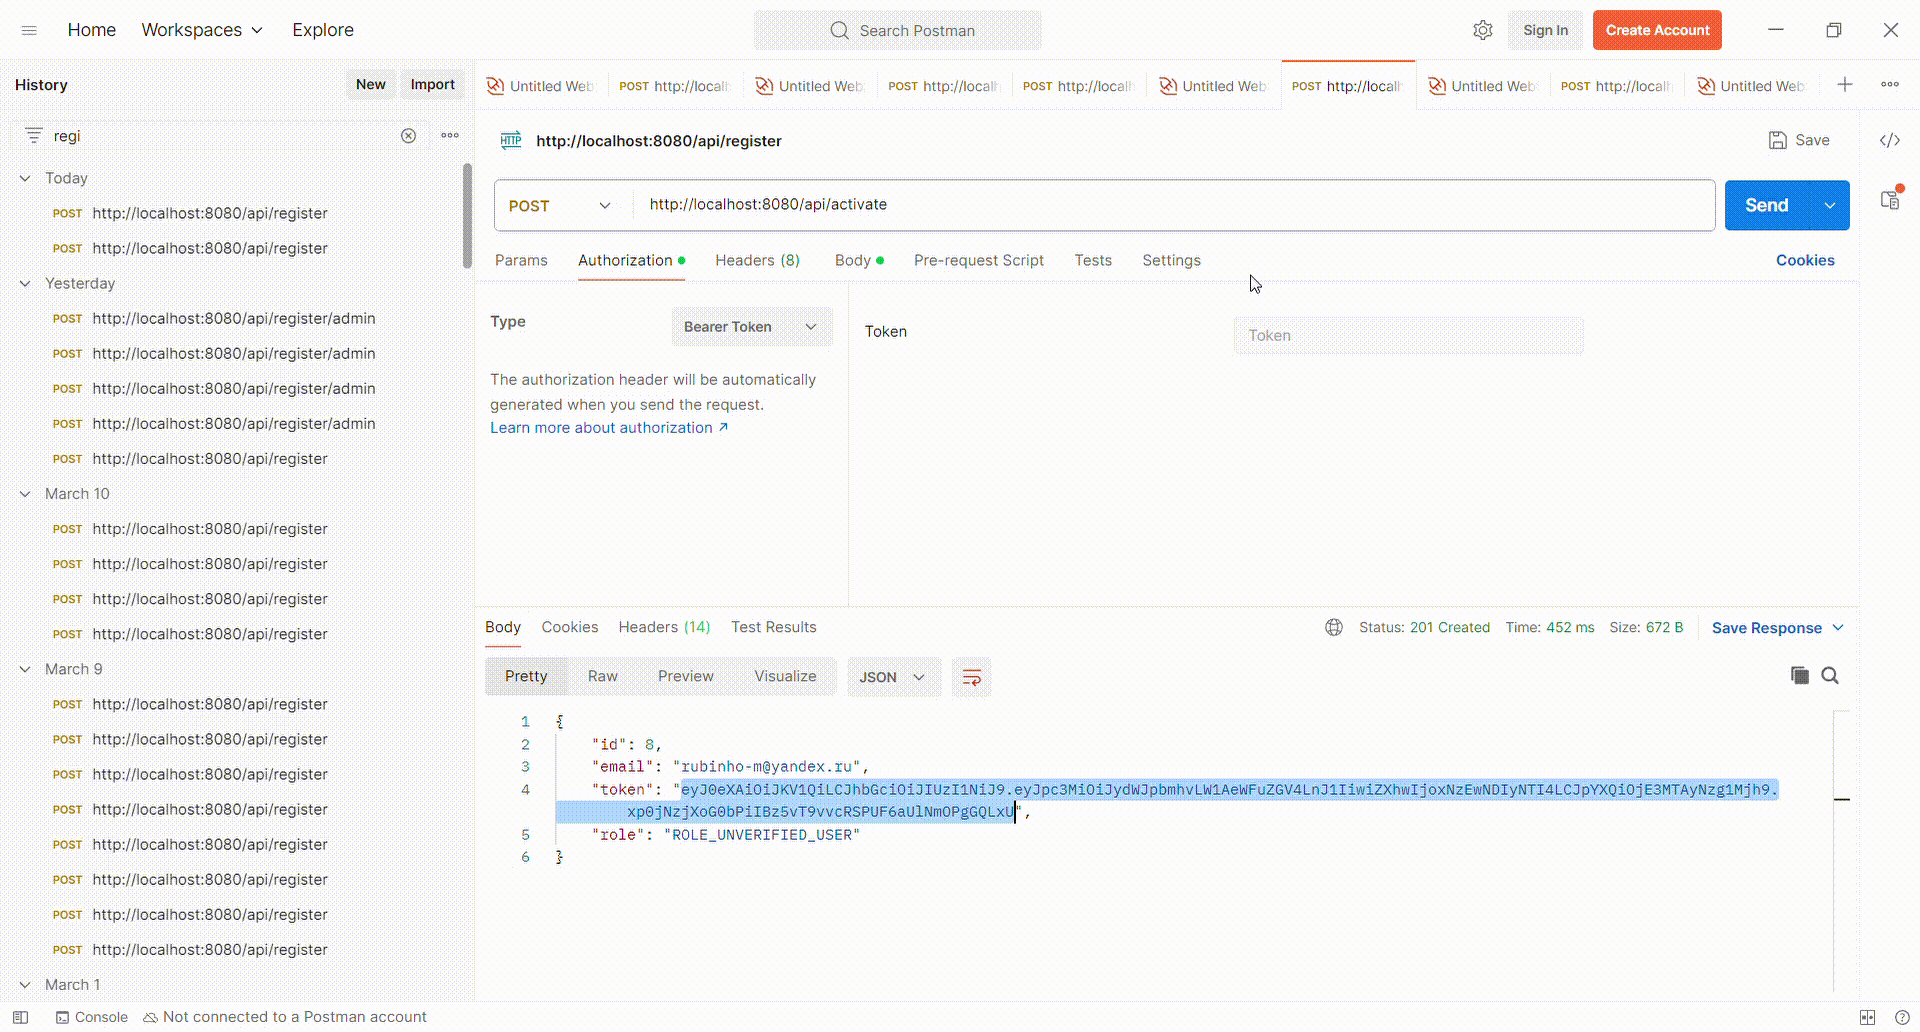 Home Workspaces Explore Search Postman Sign In Create Account
History New Import
Untitled Web POST http://localh Untitled Web POST http://localh POST http://localh Untitled Web POST http://localh Untitled Web POST http://localh Untitled Web
regi
HTTP http://localhost:8080/api/register Save
POST http://localhost:8080/api/activate Send
Params Authorization Headers (8) Body Pre-request Script Tests Settings Cookies
Today
POST http://localhost:8080/api/register
POST http://localhost:8080/api/register
Yesterday
POST http://localhost:8080/api/register/admin
POST http://localhost:8080/api/register/admin
POST http://localhost:8080/api/register/admin
POST http://localhost:8080/api/register/admin
POST http://localhost:8080/api/register
March 10
POST http://localhost:8080/api/register
POST http://localhost:8080/api/register
POST http://localhost:8080/api/register
POST http://localhost:8080/api/register
March 9
POST http://localhost:8080/api/register
POST http://localhost:8080/api/register
POST http://localhost:8080/api/register
POST http://localhost:8080/api/register
POST http://localhost:8080/api/register
POST http://localhost:8080/api/register
POST http://localhost:8080/api/register
POST http://localhost:8080/api/register
March 1
Type Bearer Token
The authorization header will be automatically
generated when you send the request.
Learn more about authorization ↗
Token Token
Body Cookies Headers (14) Test Results Status: 201 Created Time: 452 ms Size: 672 B Save Response
Pretty Raw Preview Visualize JSON
1 {
2 "id": 8,
3 "email": "rubinho-m@yandex.ru",
4 "token": "eyJ0eXAiOiJKV1QiLCJhbGciOiJIUzI1NiJ9.eyJpc3MiOiJydWJpbmhvLW1AeWFuZGV4LnJ1IiwiZXhwIjoxNzEwNDIyNTI4LCJpYXQiOjE3MTAyNzg1Mjh9.
xp0jNzjXoG0bPiIBz5vT9vvcRSPUF6aUlNmOPgGQLxU",
5 "role": "ROLE_UNVERIFIED_USER"
6 }
Console Not connected to a Postman account